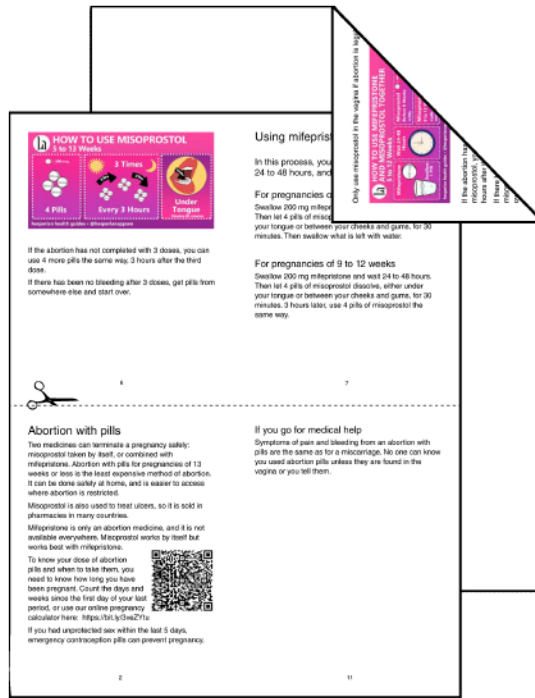 HOW TO USE MISOPROSTOL
5 to 13 Weeks
3 Times
4 Pills
Every 3 Hours
Under
Tongue
If the abortion has not completed with 3 doses, you can
use 4 more pills the same way, 3 hours after the third
dose.
If there has been no bleeding after 3 doses, get pills from
somewhere else and start over.
6
Using mifeprist
In this process, you
24 to 48 hours, and
For pregnancies o
Swallow 200 mg mifepr
Then let 4 pills of misop
your tongue or between your cheeks and gums, for 30
minutes. Then swallow what is left with water.
For pregnancies of 9 to 12 weeks
Swallow 200 mg mifepristone and wait 24 to 48 hours.
Then let 4 pills of misoprostol dissolve, either under
your tongue or between your cheeks and gums, for 30
minutes. 3 hours later, use 4 pills of misoprostol the
same way.
7
Only use misoprostol in the vagina if abortion is lega
HOW TO USE MIFEPRISTONE
AND MISOPROSTOL TOGETHER
If the abortion has
misoprostol, y
hours after
If there
Abortion with pills
Two medicines can terminate a pregnancy safely:
misoprostol taken by itself, or combined with
mifepristone. Abortion with pills for pregnancies of 13
weeks or less is the least expensive method of abortion.
It can be done safely at home, and is easier to access
where abortion is restricted.
Misoprostol is also used to treat ulcers, so it is sold in
pharmacies in many countries.
Mifepristone is only an abortion medicine, and it is not
available everywhere. Misoprostol works by itself but
works best with mifepristone.
To know your dose of abortion
pills and when to take them, you
need to know how long you have
been pregnant. Count the days and
weeks since the first day of your last
period, or use our online pregnancy
calculator here: https://bit.ly/3veZYtu
If you had unprotected sex within the last 5 days,
emergency contraception pills can prevent pregnancy.
2
If you go for medical help
Symptoms of pain and bleeding from an abortion with
pills are the same as for a miscarriage. No one can know
you used abortion pills unless they are found in the
vagina or you tell them.
11